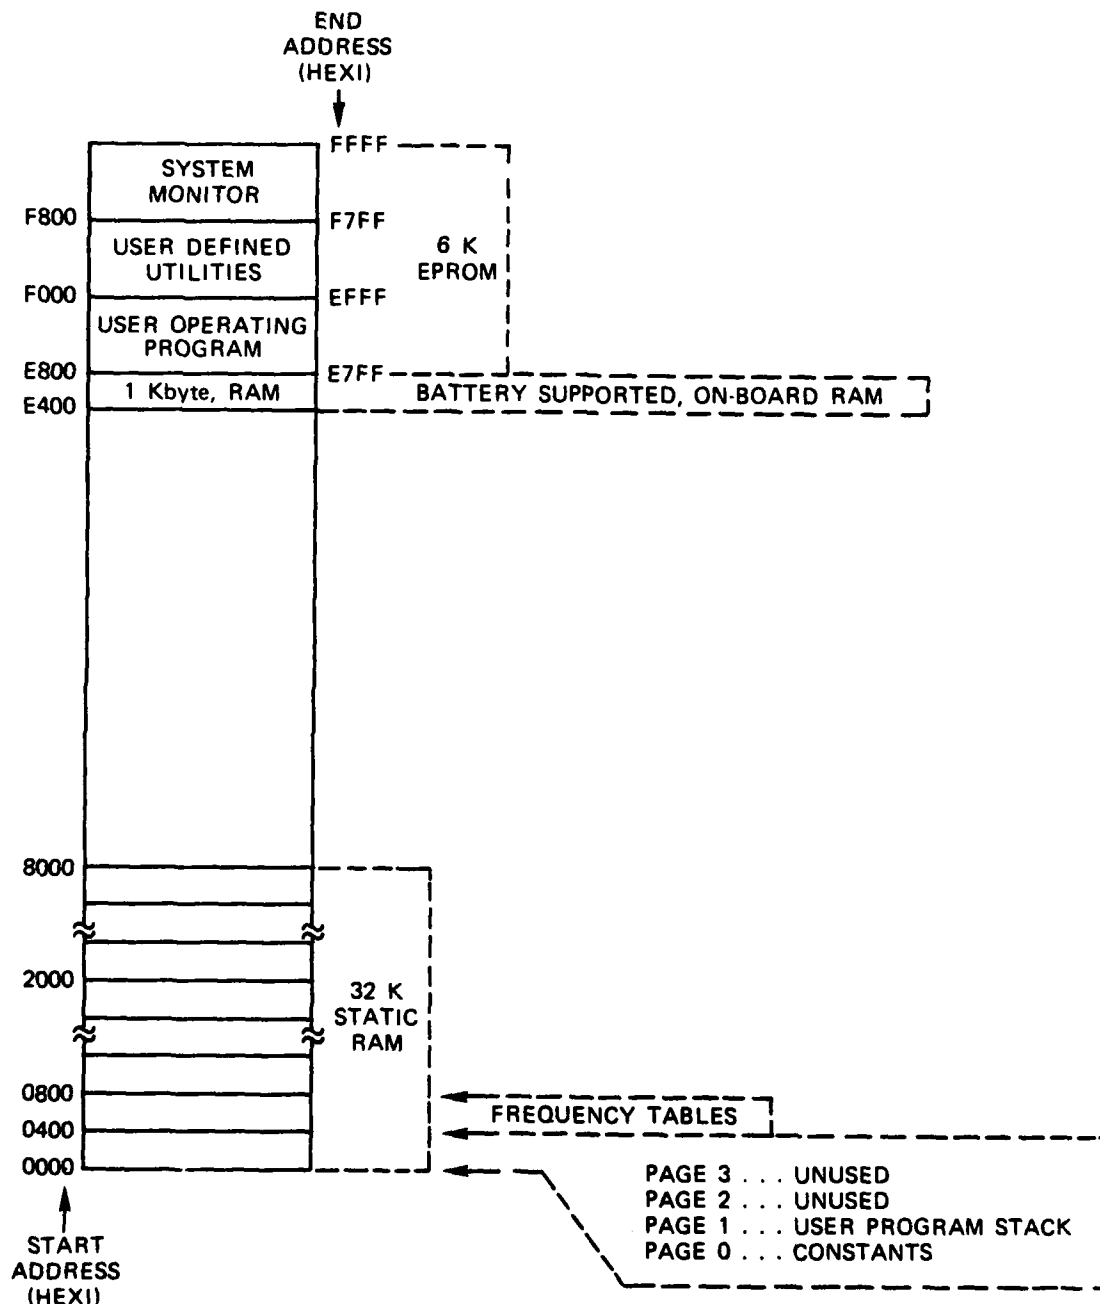 END
ADDRESS
(HEXI)
FFFF
SYSTEM
MONITOR
F800
F7FF
USER DEFINED
UTILITIES
6 K
EPROM
F000
EFFF
USER OPERATING
PROGRAM
E800
E7FF
1 Kbyte, RAM
BATTERY SUPPORTED, ON-BOARD RAM
E400
8000
2000
32 K
STATIC
RAM
0800
FREQUENCY TABLES
0400
0000
PAGE 3 . . . UNUSED
PAGE 2 . . . UNUSED
PAGE 1 . . . USER PROGRAM STACK
PAGE 0 . . . CONSTANTS
START
ADDRESS
(HEXI)